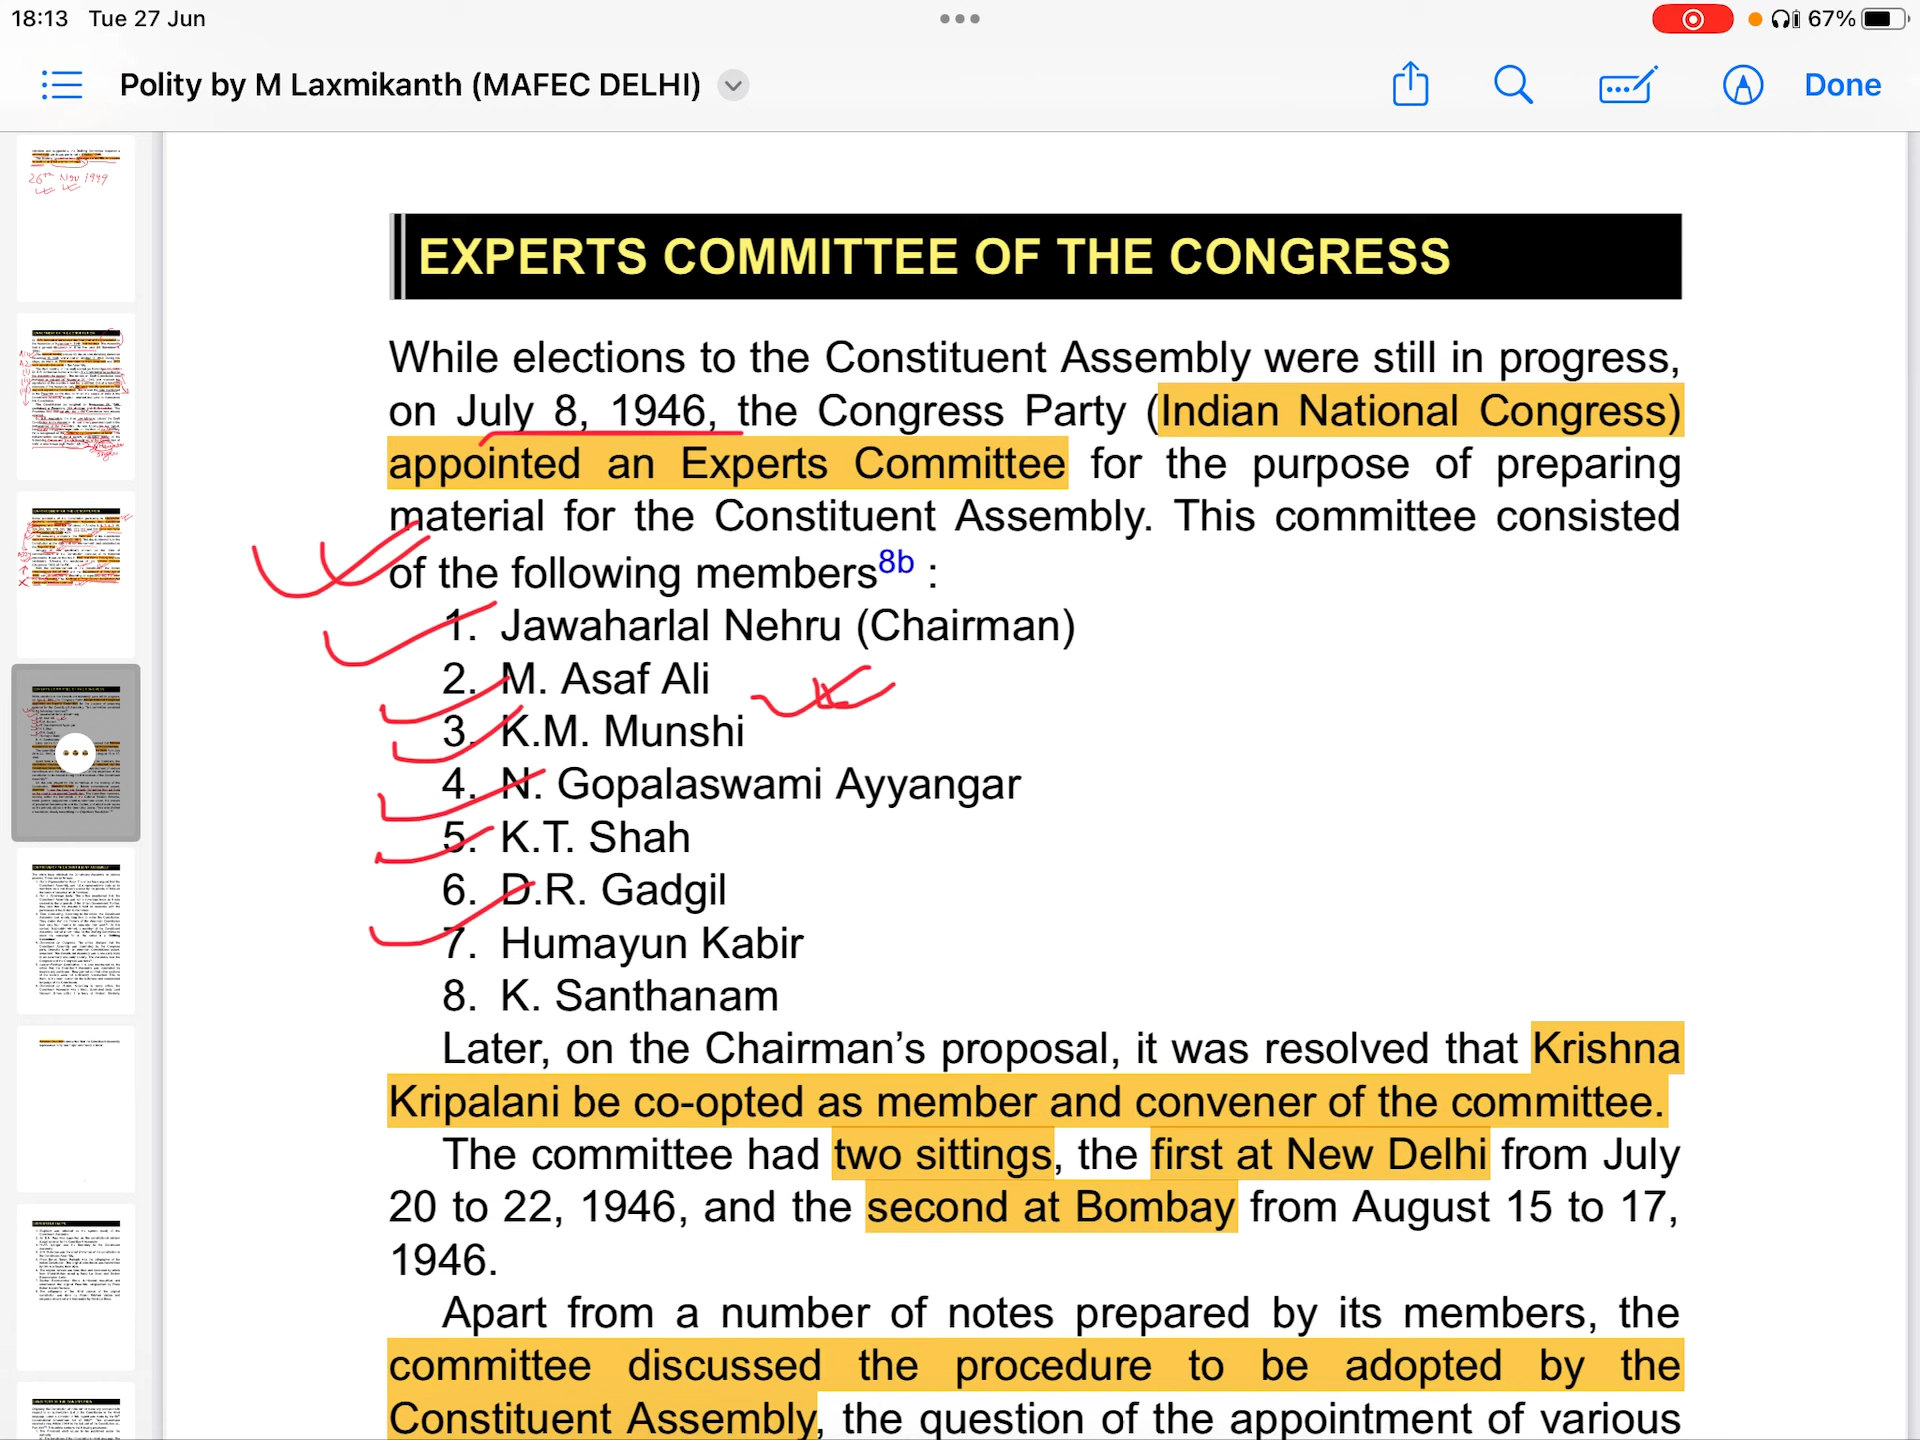 18:13 Tue 27 Jun
67%
Polity by M Laxmikanth (MAFEC DELHI)
Done
26th Nov 1949
EXPERTS COMMITTEE OF THE CONGRESS
While elections to the Constituent Assembly were still in progress,
on July 8, 1946, the Congress Party (Indian National Congress)
appointed an Experts Committee for the purpose of preparing
material for the Constituent Assembly. This committee consisted
of the following members8b :
1. Jawaharlal Nehru (Chairman)
2. M. Asaf Ali
3. K.M. Munshi
4. N. Gopalaswami Ayyangar
5. K.T. Shah
6. D.R. Gadgil
7. Humayun Kabir
8. K. Santhanam
Later, on the Chairman’s proposal, it was resolved that Krishna
Kripalani be co-opted as member and convener of the committee.
The committee had two sittings, the first at New Delhi from July
20 to 22, 1946, and the second at Bombay from August 15 to 17,
1946.
Apart from a number of notes prepared by its members, the
committee discussed the procedure to be adopted by the
Constituent Assembly, the question of the appointment of various